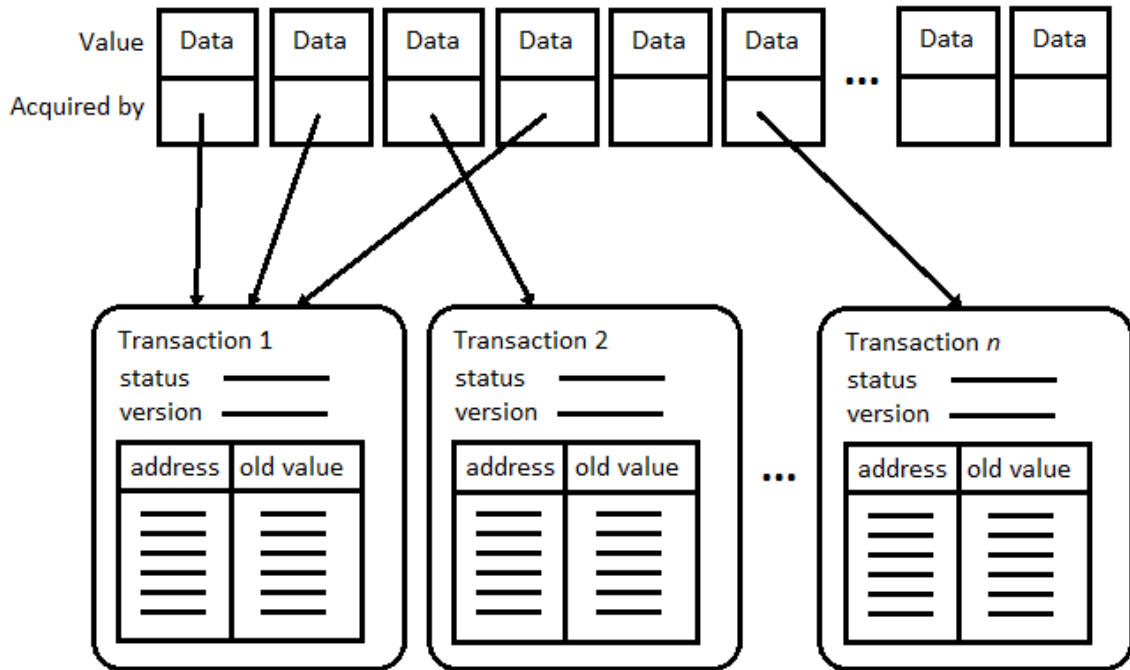 Value Data Data Data Data Data Data ... Data Data
Acquired by
Transaction 1
status
version
address old value
Transaction 2
status
version
address old value
...
Transaction n
status
version
address old value